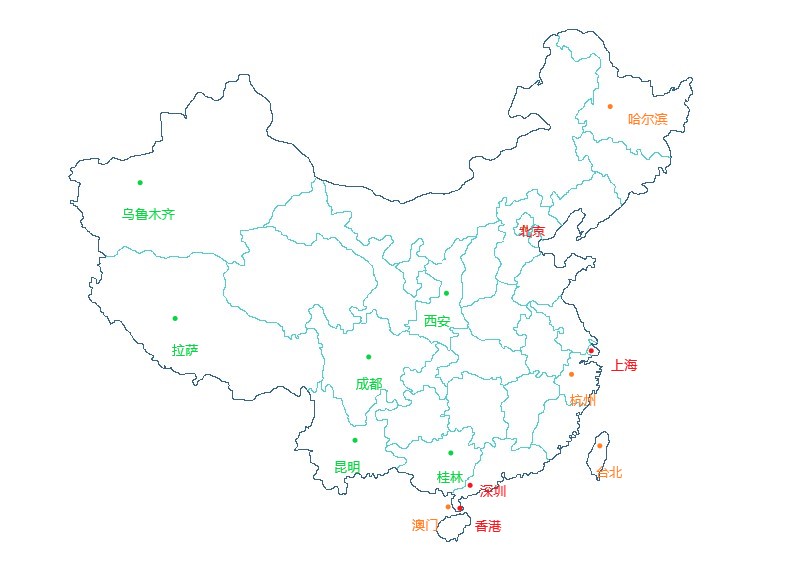 哈尔滨
乌鲁木齐
北京
西安
拉萨
上海
成都
杭州
昆明
台北
桂林
深圳
澳门
香港